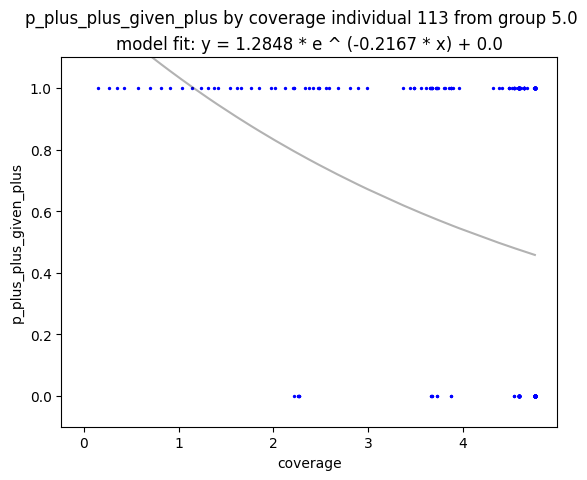 p_plus_plus_given_plus by coverage individual 113 from group 5.0
model fit: y = 1.2848 * e ^ (-0.2167 * x) + 0.0
p_plus_plus_given_plus
1.0
0.8
0.6
0.4
0.2
0.0
0 1 2 3 4
coverage